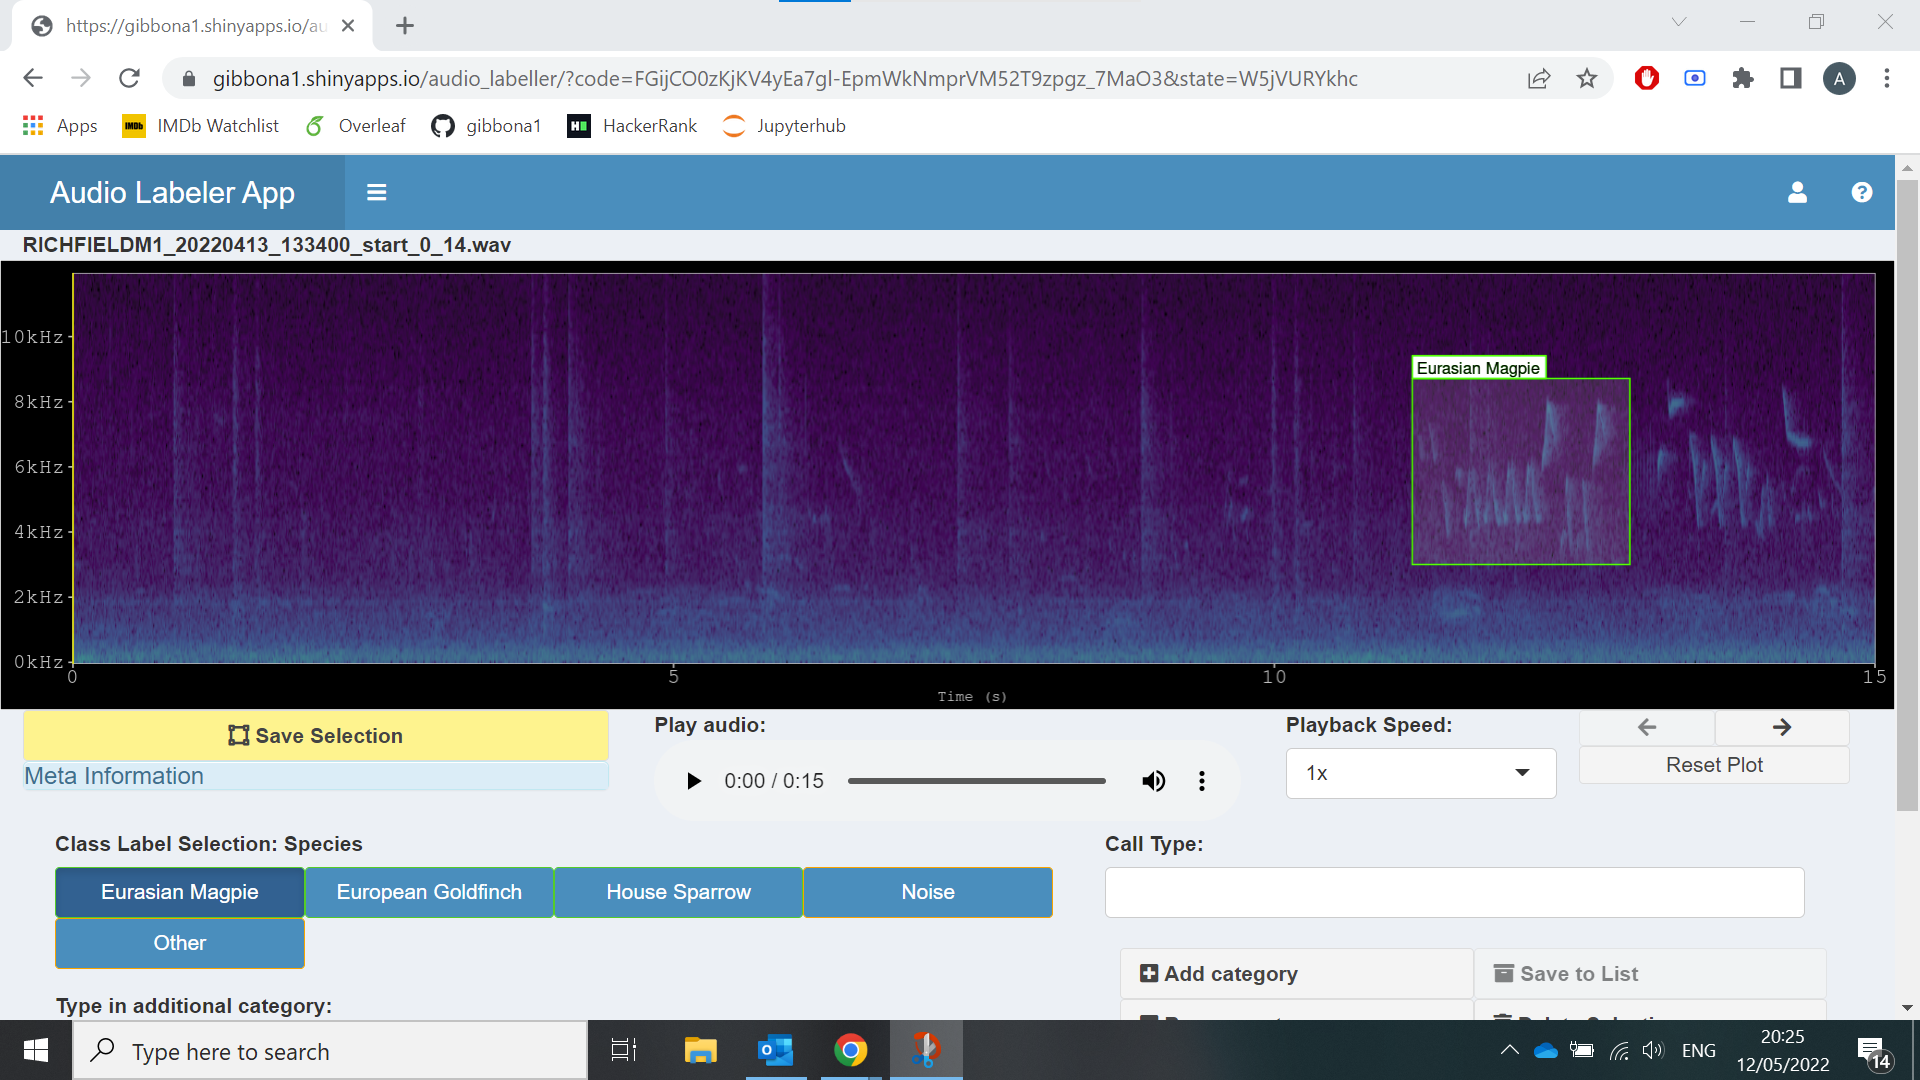 https://gibbona1.shinyapps.io/au
gibbona1.shinyapps.io/audio_labeller/?code=FGijCO0zKjKV4yEa7gl-EpmWkNmprVM52T9zpgz_7MaO3&state=W5jVURYkhc
A
Apps
IMDb
IMDb Watchlist
Overleaf
gibbona1
H
HackerRank
Jupyterhub
Audio Labeler App
RICHFIELDM1_20220413_133400_start_0_14.wav
10kHz
8kHz
6kHz
4kHz
2kHz
0kHz
Eurasian Magpie
0 5 10 15
Time (s)
Save Selection
Meta Information
Play audio:
0:00 / 0:15
Playback Speed:
1x
Reset Plot
Class Label Selection: Species
Eurasian Magpie
European Goldfinch
House Sparrow
Noise
Other
Call Type:
Add category
Save to List
Type in additional category:
Type here to search
ENG
20:25
12/05/2022
14